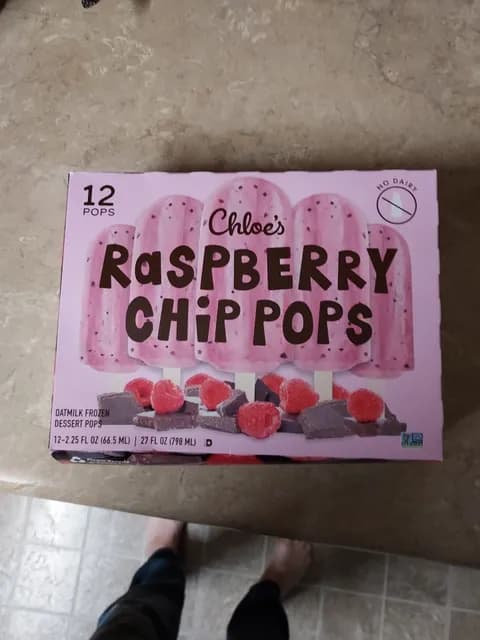 12
POPS
NO DAIRY
Chloe's
RASPBERRY
CHIP POPS
OATMILK FROZEN
DESSERT POPS
12-2.25 FL OZ (66.5 ML) | 27 FL OZ (798 ML) D